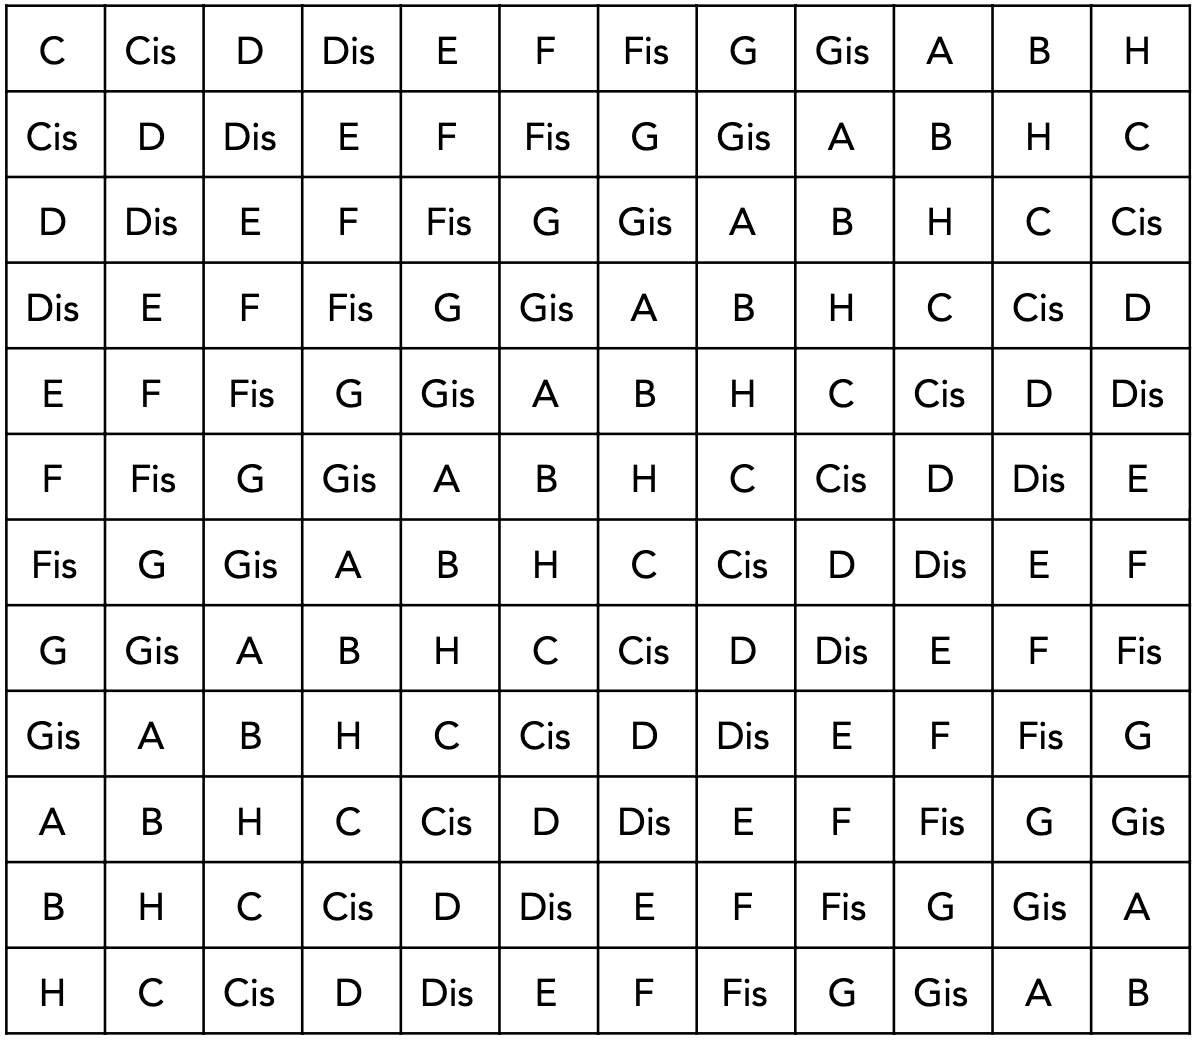 C Cis D Dis E F Fis G Gis A B H
Cis D Dis E F Fis G Gis A B H C
D Dis E F Fis G Gis A B H C Cis
Dis E F Fis G Gis A B H C Cis D
E F Fis G Gis A B H C Cis D Dis
F Fis G Gis A B H C Cis D Dis E
Fis G Gis A B H C Cis D Dis E F
G Gis A B H C Cis D Dis E F Fis
Gis A B H C Cis D Dis E F Fis G
A B H C Cis D Dis E F Fis G Gis
B H C Cis D Dis E F Fis G Gis A
H C Cis D Dis E F Fis G Gis A B